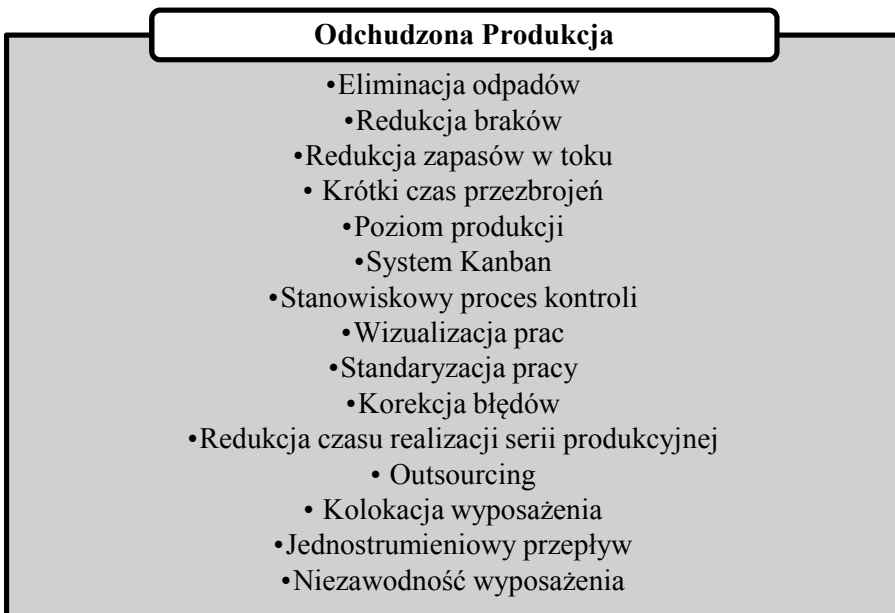 Odchudzona Produkcja
•Eliminacja odpadów
•Redukcja braków
•Redukcja zapasów w toku
• Krótki czas przezbrojeń
•Poziom produkcji
•System Kanban
•Stanowiskowy proces kontroli
•Wizualizacja prac
•Standaryzacja pracy
•Korekcja błędów
•Redukcja czasu realizacji serii produkcyjnej
• Outsourcing
• Kolokacja wyposażenia
•Jednostrumieniowy przepływ
•Niezawodność wyposażenia